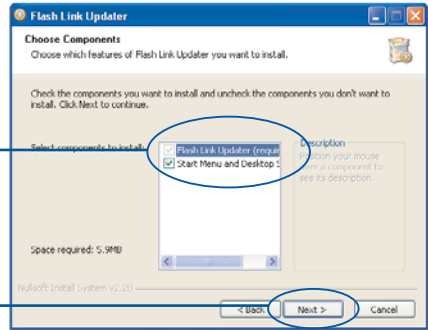 Flash Link Updater
Choose Components
Choose which features of Flash Link Updater you want to install.
Check the components you want to install and uncheck the components you don't want to
install. Click Next to continue.
Select components to install:
Flash Link Updater (requir
Start Menu and Desktop S
Description
Position your mouse
over a component to
see its description.
Space required: 5.9MB
Nullsoft Install System v2.20
< Back
Next >
Cancel